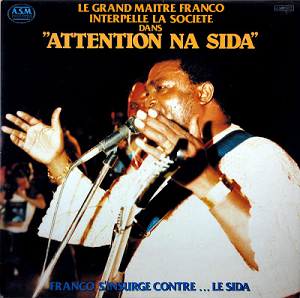 A.S.M.
LE GRAND MAITRE FRANCO
INTERPELLE LA SOCIETE
DANS
"ATTENTION NA SIDA"
FRANCO S'INSURGE CONTRE ... LE SIDA